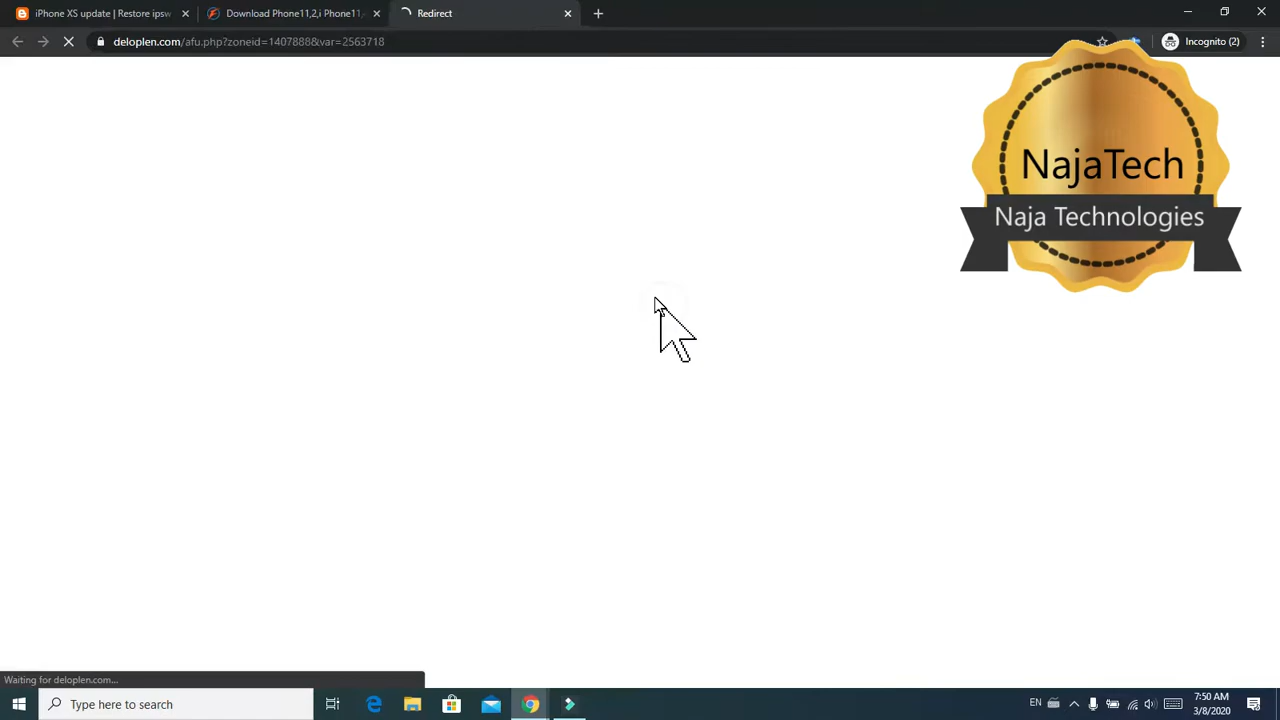 iPhone XS update | Restore ipsw
Download Phone11,2,i Phone11,
Redirect
deloplen.com/afu.php?zoneid=1407888&var=2563718
Incognito (2)
NajaTech
Naja Technologies
Waiting for deloplen.com...
Type here to search
EN
7:50 AM
3/8/2020